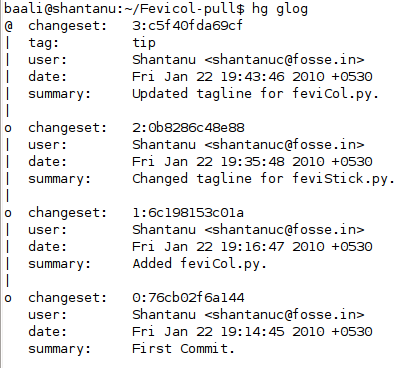 baali@shantanu:~/Fevicol-pull$ hg glog
@  changeset:   3:c5f40fda69cf
|  tag:         tip
|  user:        Shantanu <shantanuc@fosse.in>
|  date:        Fri Jan 22 19:43:46 2010 +0530
|  summary:     Updated tagline for feviCol.py.
|
o  changeset:   2:0b8286c48e88
|  user:        Shantanu <shantanuc@fosse.in>
|  date:        Fri Jan 22 19:35:48 2010 +0530
|  summary:     Changed tagline for feviStick.py.
|
o  changeset:   1:6c198153c01a
|  user:        Shantanu <shantanuc@fosse.in>
|  date:        Fri Jan 22 19:16:47 2010 +0530
|  summary:     Added feviCol.py.
|
o  changeset:   0:76cb02f6a144
   user:        Shantanu <shantanuc@fosse.in>
   date:        Fri Jan 22 19:14:45 2010 +0530
   summary:     First Commit.